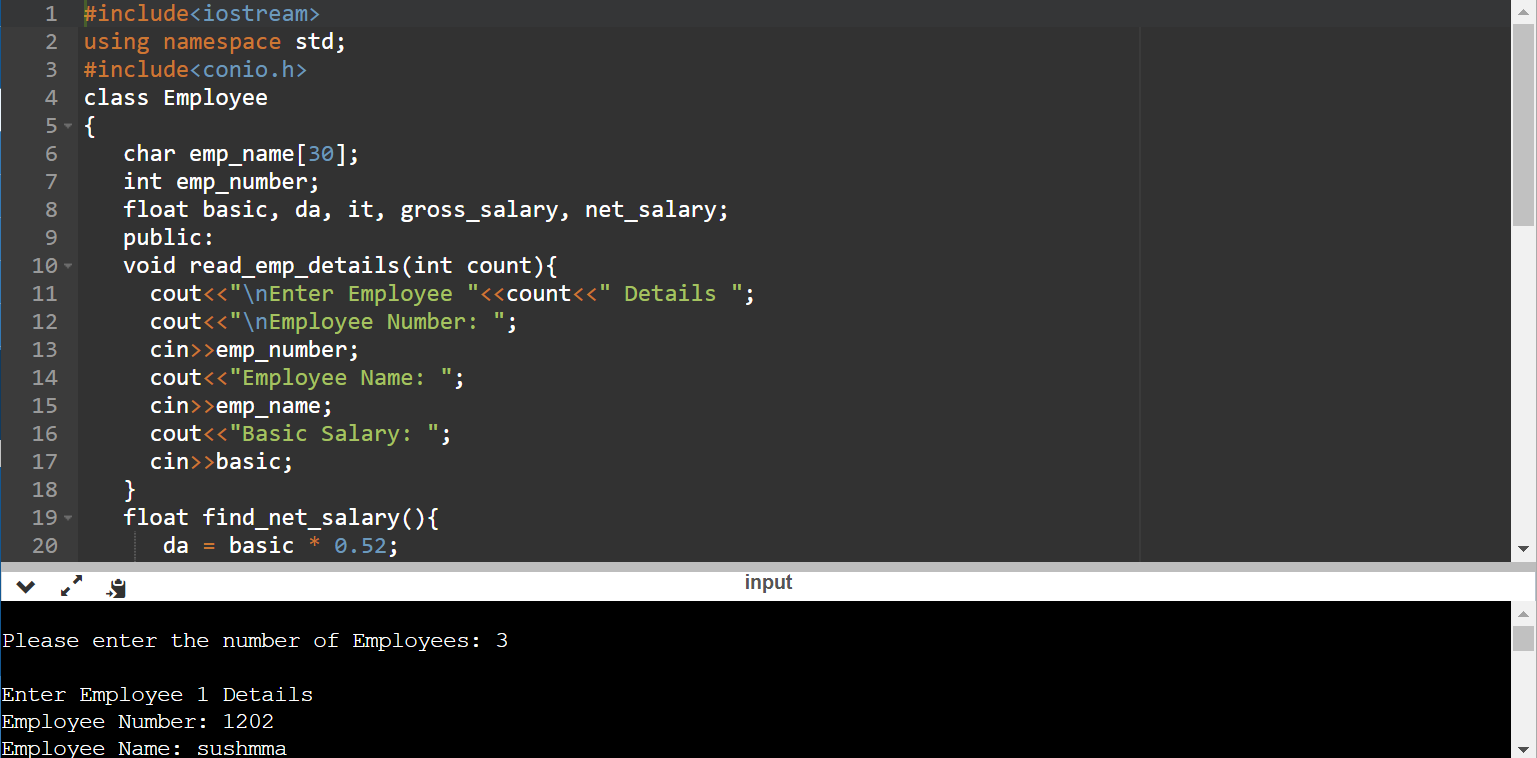 1 #include<iostream>
2 using namespace std;
3 #include<conio.h>
4 class Employee
5 {
6 char emp_name[30];
7 int emp_number;
8 float basic, da, it, gross_salary, net_salary;
9 public:
10 void read_emp_details(int count){
11 cout<<"\nEnter Employee "<<count<<" Details ";
12 cout<<"\nEmployee Number: ";
13 cin>>emp_number;
14 cout<<"Employee Name: ";
15 cin>>emp_name;
16 cout<<"Basic Salary: ";
17 cin>>basic;
18 }
19 float find_net_salary(){
20 da = basic * 0.52;
input
Please enter the number of Employees: 3
Enter Employee 1 Details
Employee Number: 1202
Employee Name: sushmma